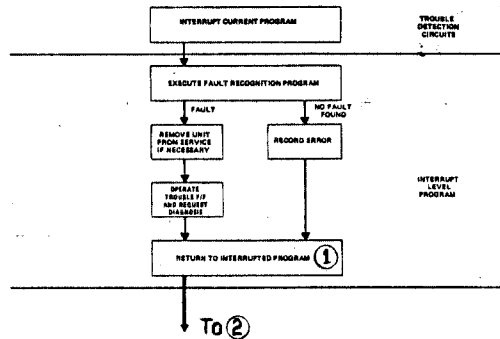 INTERRUPT CURRENT PROGRAM
TROUBLE
DETECTION
CIRCUITS
EXECUTE FAULT RECOGNITION PROGRAM
FAULT
NO FAULT
FOUND
REMOVE UNIT
FROM SERVICE
IF NECESSARY
RECORD ERROR
OPERATE
TROUBLE F/F
AND REQUEST
DIAGNOSIS
INTERRUPT
LEVEL
PROGRAM
RETURN TO INTERRUPTED PROGRAM 1
To 2